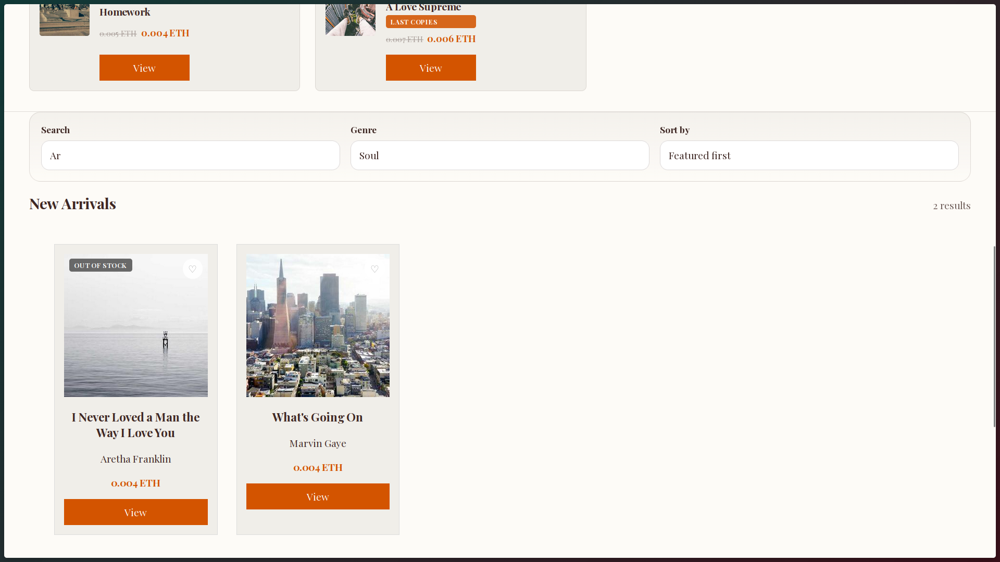 Homework
0.005 ETH 0.004 ETH
View
A Love Supreme
LAST COPIES
0.007 ETH 0.006 ETH
View
Search
Ar
Genre
Soul
Sort by
Featured first
New Arrivals
2 results
OUT OF STOCK
I Never Loved a Man the
Way I Love You
Aretha Franklin
0.004 ETH
View
What's Going On
Marvin Gaye
0.004 ETH
View